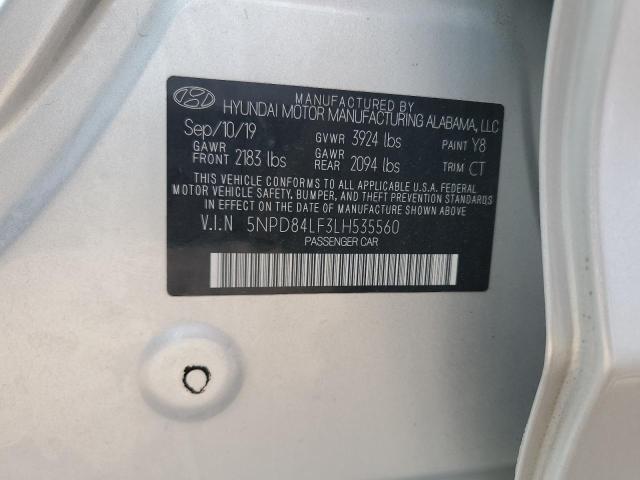 MANUFACTURED BY
HYUNDAI MOTOR MANUFACTURING ALABAMA, LLC
Sep/10/19 GVWR 3924 lbs PAINT Y8
GAWR FRONT 2183 lbs GAWR REAR 2094 lbs TRIM CT
THIS VEHICLE CONFORMS TO ALL APPLICABLE U.S.A. FEDERAL
MOTOR VEHICLE SAFETY, BUMPER, AND THEFT PREVENTION STANDARDS
IN EFFECT ON THE DATE OF MANUFACTURE SHOWN ABOVE.
V.I.N 5NPD84LF3LH535560
PASSENGER CAR